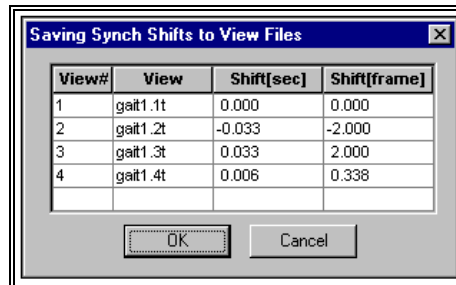 Saving Synch Shifts to View Files
View# View Shift[sec] Shift[frame]
1 gait1.1t 0.000 0.000
2 gait1.2t -0.033 -2.000
3 gait1.3t 0.033 2.000
4 gait1.4t 0.006 0.338
OK Cancel